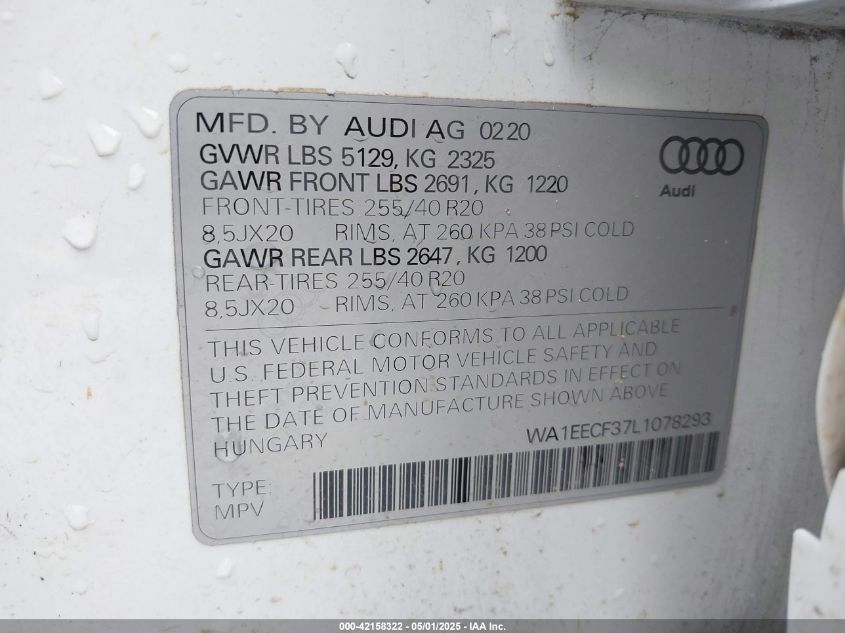 MFD. BY AUDI AG 0220
GVWR LBS 5129, KG 2325
GAWR FRONT LBS 2691, KG 1220
FRONT-TIRES 255/40 R20
8,5JX20 RIMS, AT 260 KPA 38 PSI COLD
GAWR REAR LBS 2647, KG 1200
REAR-TIRES 255/40 R20
8,5JX20 RIMS, AT 260 KPA 38 PSI COLD
Audi
THIS VEHICLE CONFORMS TO ALL APPLICABLE
U.S. FEDERAL MOTOR VEHICLE SAFETY AND
THEFT PREVENTION STANDARDS IN EFFECT ON
THE DATE OF MANUFACTURE SHOWN ABOVE
HUNGARY WA1EECF37L1078293
TYPE:
MPV
000-42158322 - 05/01/2025 - IAA Inc.